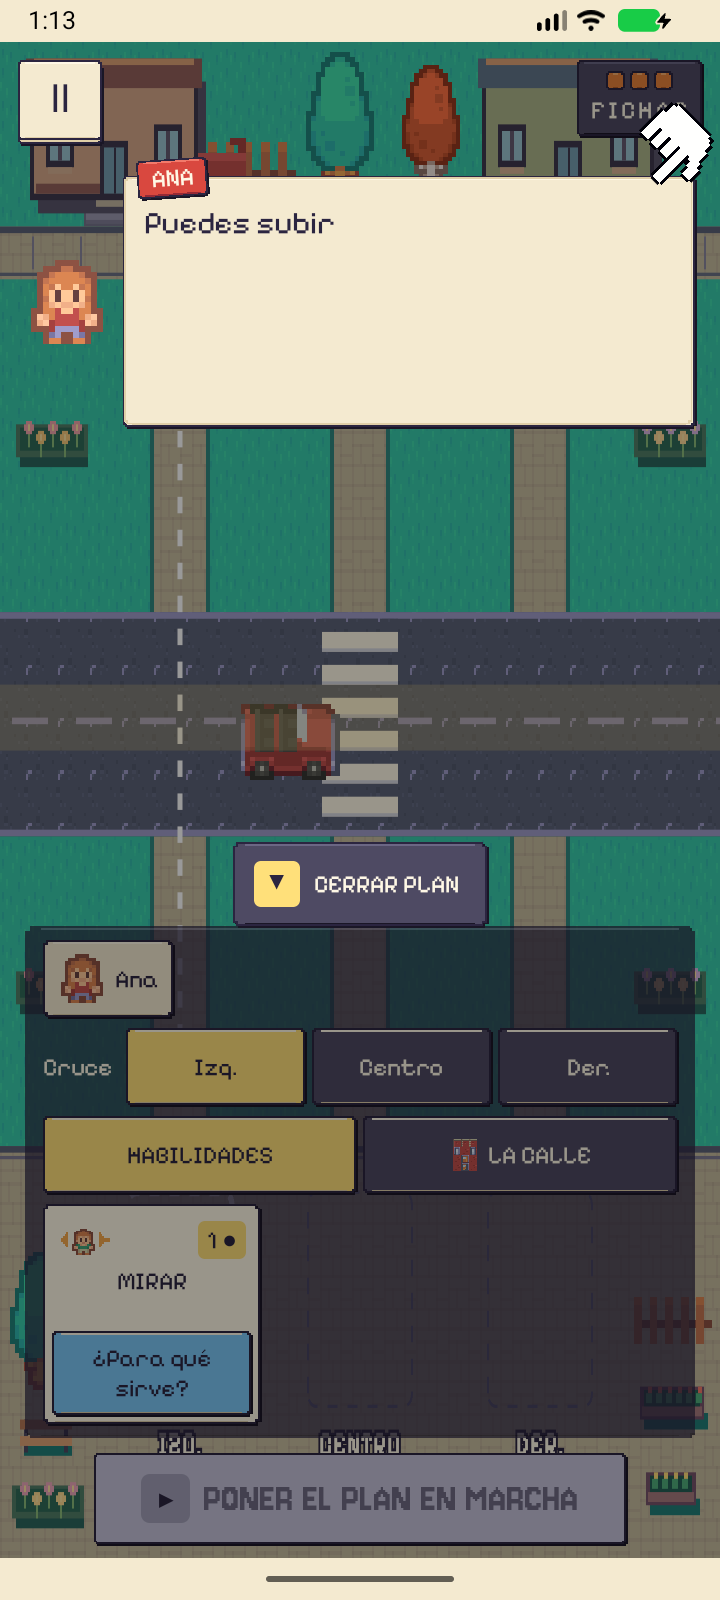 1:13
FICHAS
ANA
Puedes subir
CERRAR PLAN
Ana
Cruce
Izq.
Centro
Der.
HABILIDADES
LA CALLE
1
MIRAR
¿Para qué
sirve?
IZQ.
CENTRO
DER.
PONER EL PLAN EN MARCHA